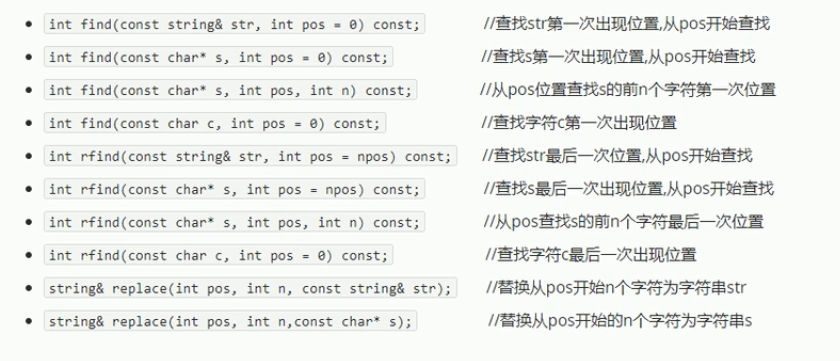 int find(const string& str, int pos = 0) const; //查找str第一次出现位置,从pos开始查找
int find(const char* s, int pos = 0) const; //查找s第一次出现位置,从pos开始查找
int find(const char* s, int pos, int n) const; //从pos位置查找s的前n个字符第一次位置
int find(const char c, int pos = 0) const; //查找字符c第一次出现位置
int rfind(const string& str, int pos = npos) const; //查找str最后一次位置,从pos开始查找
int rfind(const char* s, int pos = npos) const; //查找s最后一次出现位置,从pos开始查找
int rfind(const char* s, int pos, int n) const; //从pos查找s的前n个字符最后一次位置
int rfind(const char c, int pos = 0) const; //查找字符c最后一次出现位置
string& replace(int pos, int n, const string& str); //替换从pos开始n个字符为字符串str
string& replace(int pos, int n,const char* s); //替换从pos开始的n个字符为字符串s